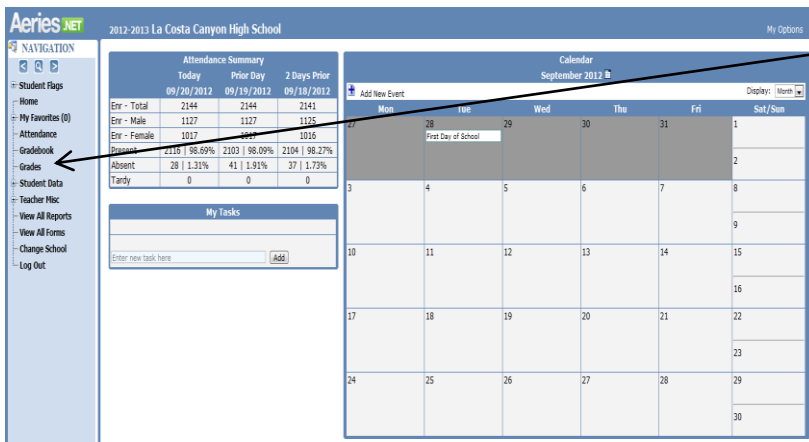 Aeries.NET
2012-2013 La Costa Canyon High School
My Options
NAVIGATION
Student Flags
Home
My Favorites (0)
Attendance
Gradebook
Grades
Student Data
Teacher Misc
View All Reports
View All Forms
Change School
Log Out
Attendance Summary
Today Prior Day 2 Days Prior
09/20/2012 09/19/2012 09/18/2012
Enr - Total 2144 2144 2141
Enr - Male 1127 1127 1125
Enr - Female 1017 1017 1016
Present 2116 | 98.69% 2103 | 98.09% 2104 | 98.27%
Absent 28 | 1.31% 41 | 1.91% 37 | 1.73%
Tardy 0 0 0
My Tasks
Enter new task here Add
Calendar
September 2012
Add New Event Display: Month
Mon Tue Wed Thu Fri Sat/Sun
27 28 29 30 31 1
First Day of School
2
3 4 5 6 7 8
9
10 11 12 13 14 15
16
17 18 19 20 21 22
23
24 25 26 27 28 29
30